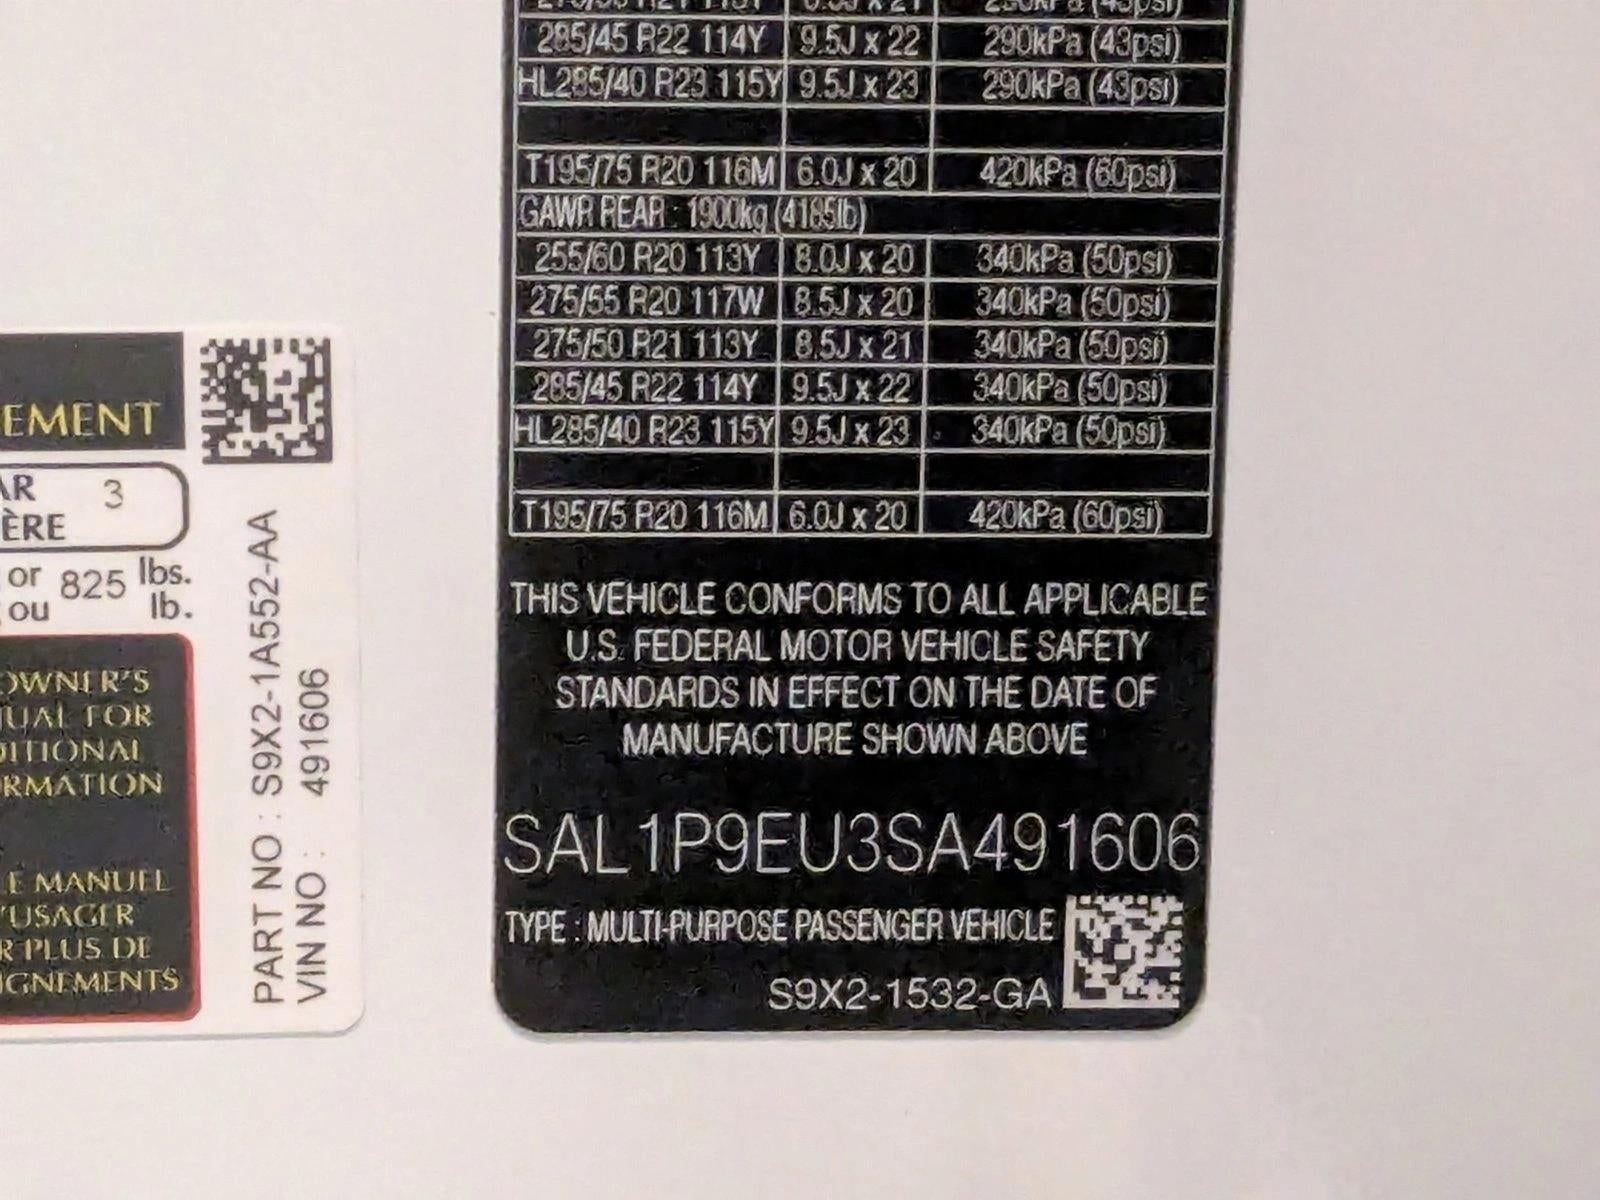 EMENT
AR 3
ÈRE
or 825 lbs.
ou lb.
OWNER'S
UAL FOR
DITIONAL
RMATION
E MANUEL
'USAGER
R PLUS DE
IGNEMENTS
PART NO : S9X2-1A552-AA
VIN NO : 491606
285/45 R22 114Y 9.5J x 22 290kPa (43psi)
HL285/40 R23 115Y 9.5J x 23 290kPa (43psi)
T195/75 R20 116M 6.0J x 20 420kPa (60psi)
GAWR REAR : 1900kg (4185lb)
255/60 R20 113Y 8.0J x 20 340kPa (50psi)
275/55 R20 117W 8.5J x 20 340kPa (50psi)
275/50 R21 113Y 8.5J x 21 340kPa (50psi)
285/45 R22 114Y 9.5J x 22 340kPa (50psi)
HL285/40 R23 115Y 9.5J x 23 340kPa (50psi)
T195/75 R20 116M 6.0J x 20 420kPa (60psi)
THIS VEHICLE CONFORMS TO ALL APPLICABLE
U.S. FEDERAL MOTOR VEHICLE SAFETY
STANDARDS IN EFFECT ON THE DATE OF
MANUFACTURE SHOWN ABOVE
SAL1P9EU3SA491606
TYPE : MULTI-PURPOSE PASSENGER VEHICLE
S9X2-1532-GA